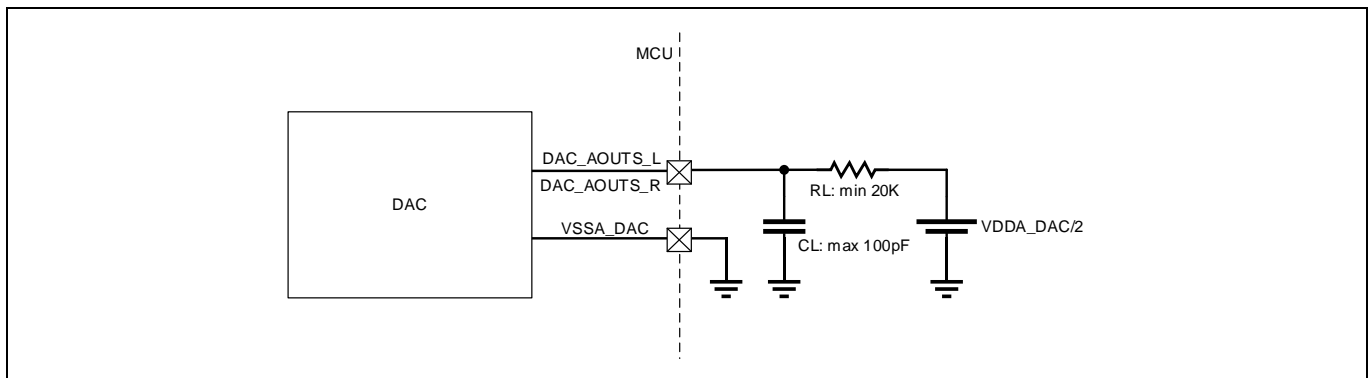 MCU
DAC_AOUTS_L
DAC_AOUTS_R
RL: min 20K
DAC
VSSA_DAC
VDDA_DAC/2
CL: max 100pF